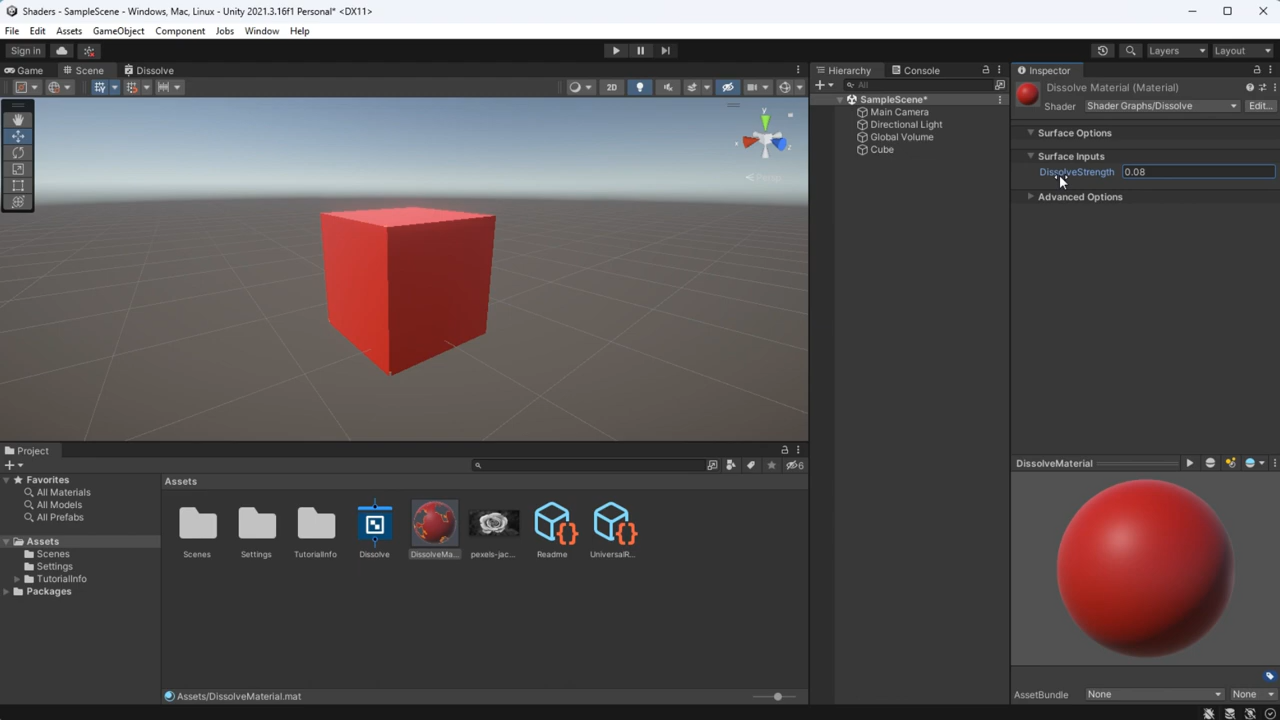 Shaders - SampleScene - Windows, Mac, Linux - Unity 2021.3.16f1 Personal* <DX11>
File Edit Assets GameObject Component Jobs Window Help
Sign in Layers Layout
Game Scene Dissolve
2D
y
x
z
Persp
Hierarchy Console
All
SampleScene*
Main Camera
Directional Light
Global Volume
Cube
Inspector
Dissolve Material (Material)
Shader Shader Graphs/Dissolve Edit...
Surface Options
Surface Inputs
DissolveStrength 0.08
Advanced Options
Project
6
Favorites
All Materials
All Models
All Prefabs
Assets
Scenes
Settings
TutorialInfo
Packages
Assets
Scenes Settings TutorialInfo Dissolve DissolveMa... pexels-jac... Readme UniversalR...
Assets/DissolveMaterial.mat
DissolveMaterial
AssetBundle None None